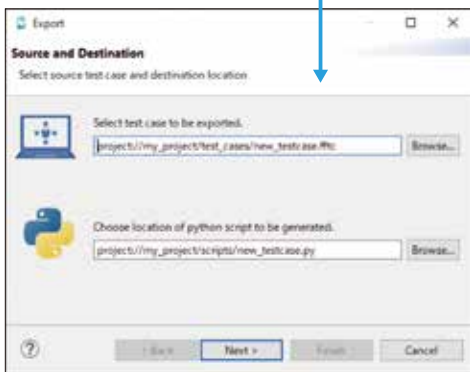 Export
Source and Destination
Select source test case and destination location
Select test case to be exported.
project://my_project/test_cases/new_testcase.fftc
Browse...
Choose location of python script to be generated.
project://my_project/scripts/new_testcase.py
Browse...
< Back
Next >
Finish
Cancel